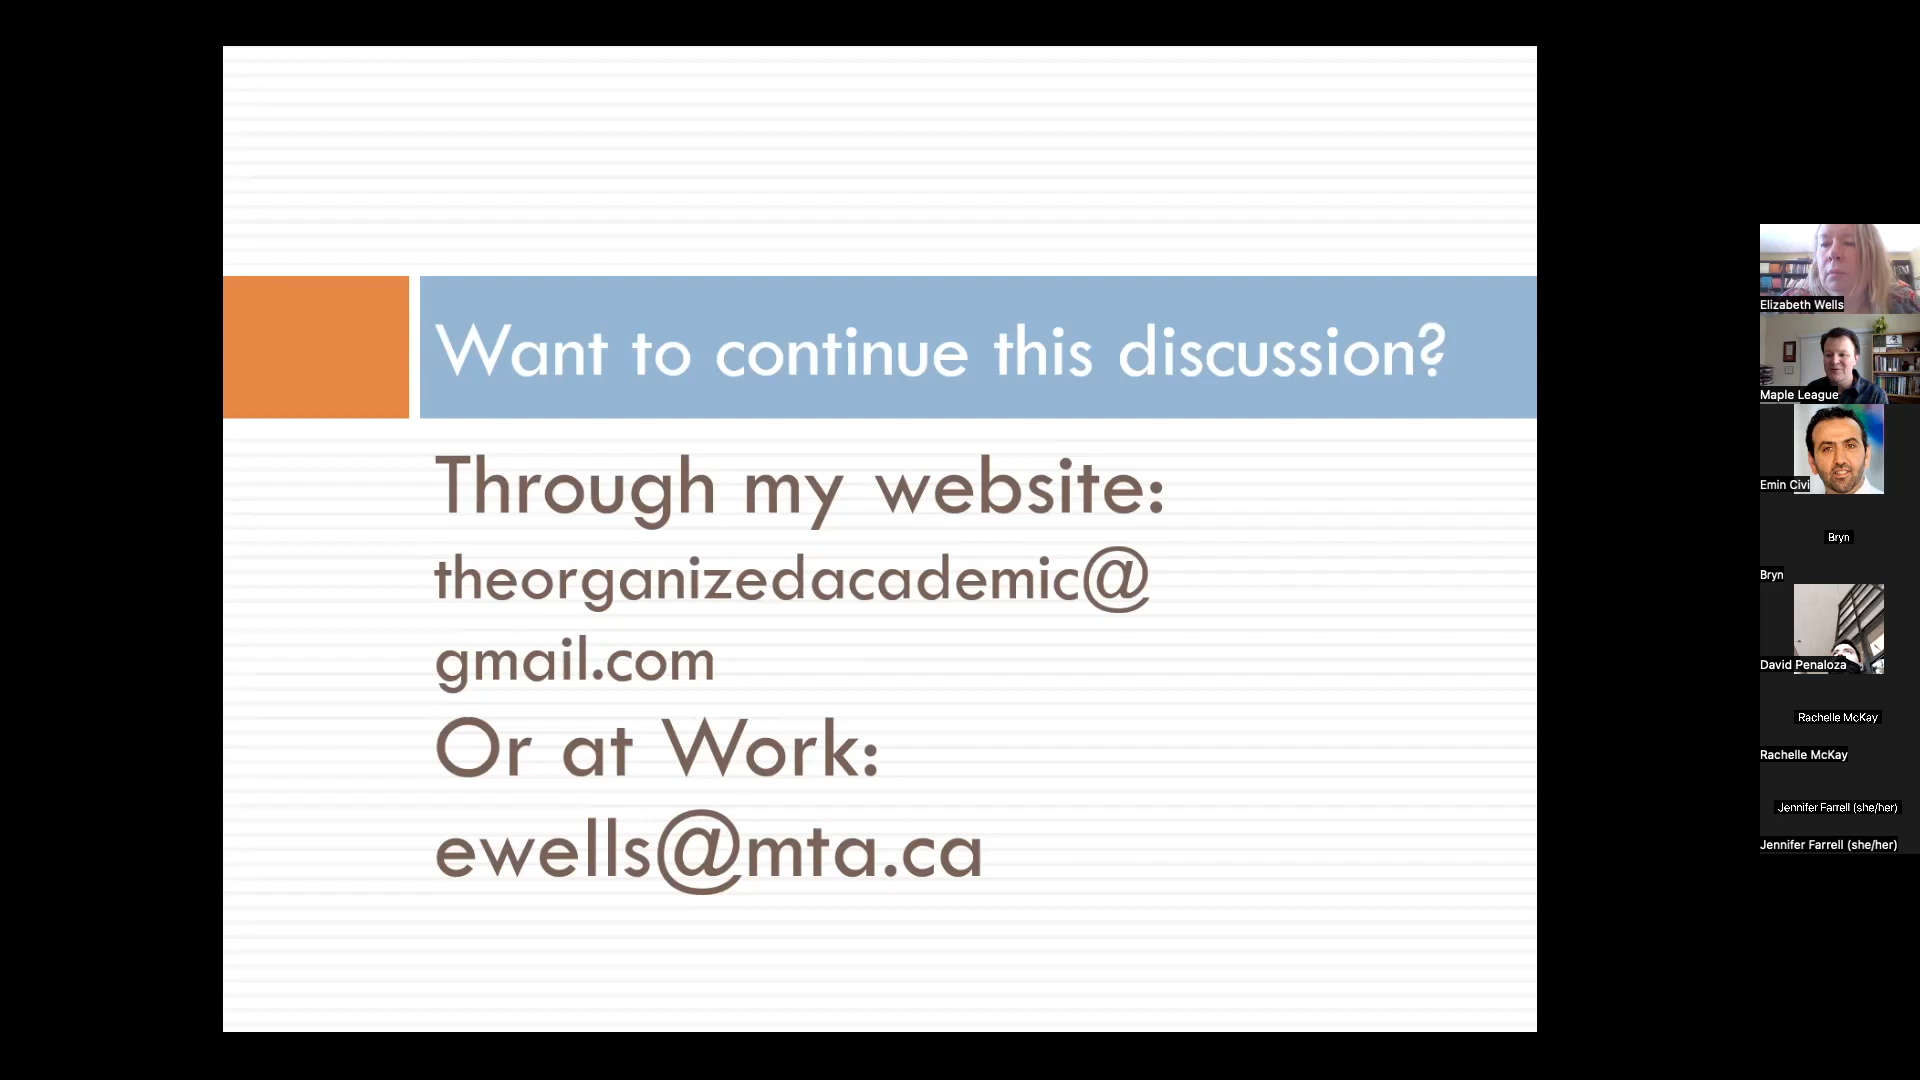 Want to continue this discussion?
Through my website:
theorganizedacademic@
gmail.com
Or at Work:
ewells@mta.ca
Elizabeth Wells
Maple League
Emin Civi
Bryn
Bryn
David Penaloza
Rachelle McKay
Rachelle McKay
Jennifer Farrell (she/her)
Jennifer Farrell (she/her)